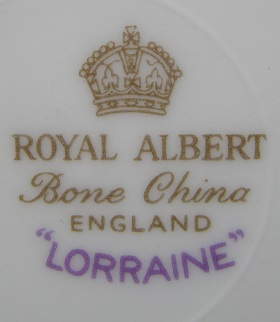 ROYAL ALBERT
Bone China
ENGLAND
"LORRAINE"